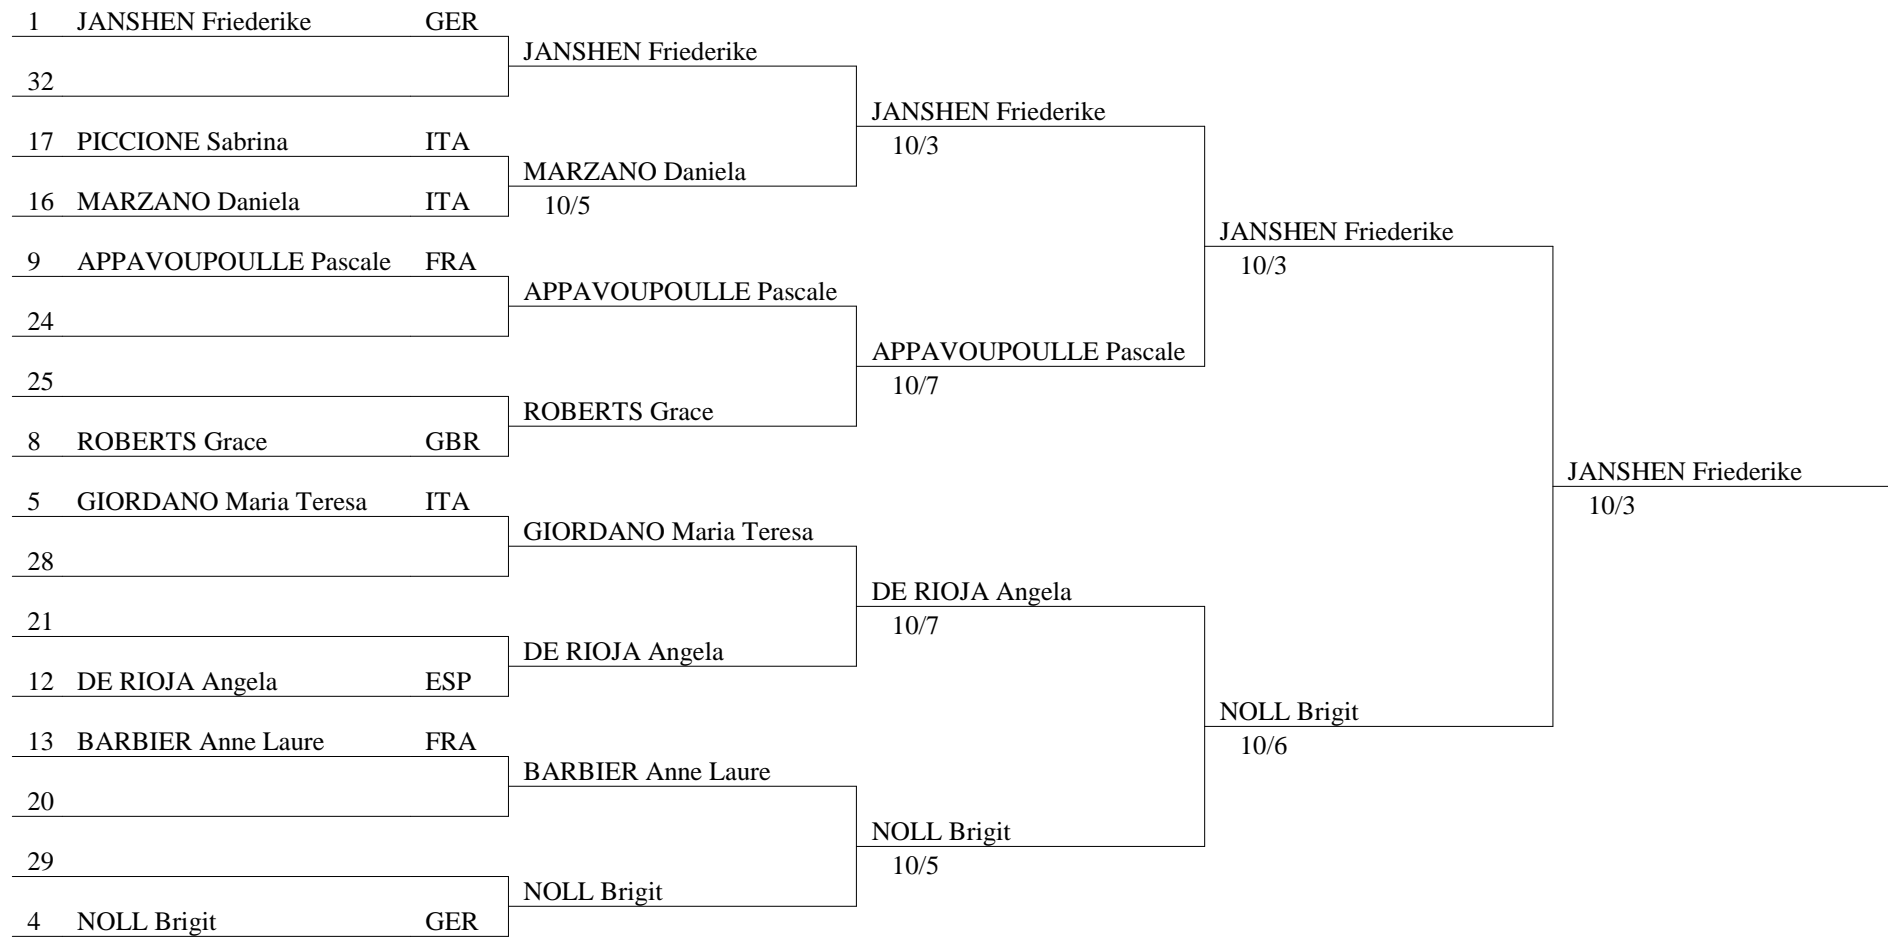 1 JANSHEN Friederike GER
JANSHEN Friederike
32
JANSHEN Friederike
10/3
17 PICCIONE Sabrina ITA
MARZANO Daniela
10/5
16 MARZANO Daniela ITA
JANSHEN Friederike
10/3
9 APPAVOUPOULLE Pascale FRA
APPAVOUPOULLE Pascale
24
APPAVOUPOULLE Pascale
10/7
25
ROBERTS Grace
8 ROBERTS Grace GBR
JANSHEN Friederike
10/3
5 GIORDANO Maria Teresa ITA
GIORDANO Maria Teresa
28
DE RIOJA Angela
10/7
21
DE RIOJA Angela
12 DE RIOJA Angela ESP
NOLL Brigit
10/6
13 BARBIER Anne Laure FRA
BARBIER Anne Laure
20
NOLL Brigit
10/5
29
NOLL Brigit
4 NOLL Brigit GER